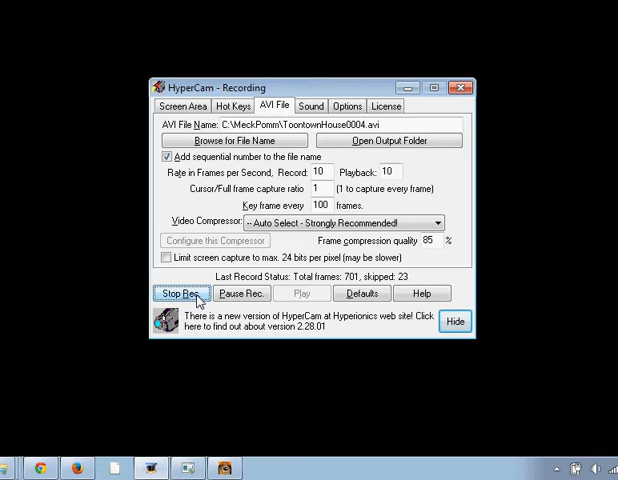 HyperCam - Recording
Screen Area Hot Keys AVI File Sound Options License
AVI File Name: C:\MeckPomm\ToontownHouse0004.avi
Browse for File Name Open Output Folder
Add sequential number to the file name
Rate in Frames per Second, Record: 10 Playback: 10
Cursor/Full frame capture ratio 1 (1 to capture every frame)
Key frame every 100 frames.
Video Compressor: -- Auto Select - Strongly Recommended!
Configure this Compressor Frame compression quality 85 %
Limit screen capture to max. 24 bits per pixel (may be slower)
Last Record Status: Total frames: 701, skipped: 23
Stop Rec. Pause Rec. Play Defaults Help
There is a new version of HyperCam at Hyperionics web site! Click
here to find out about version 2.28.01
Hide